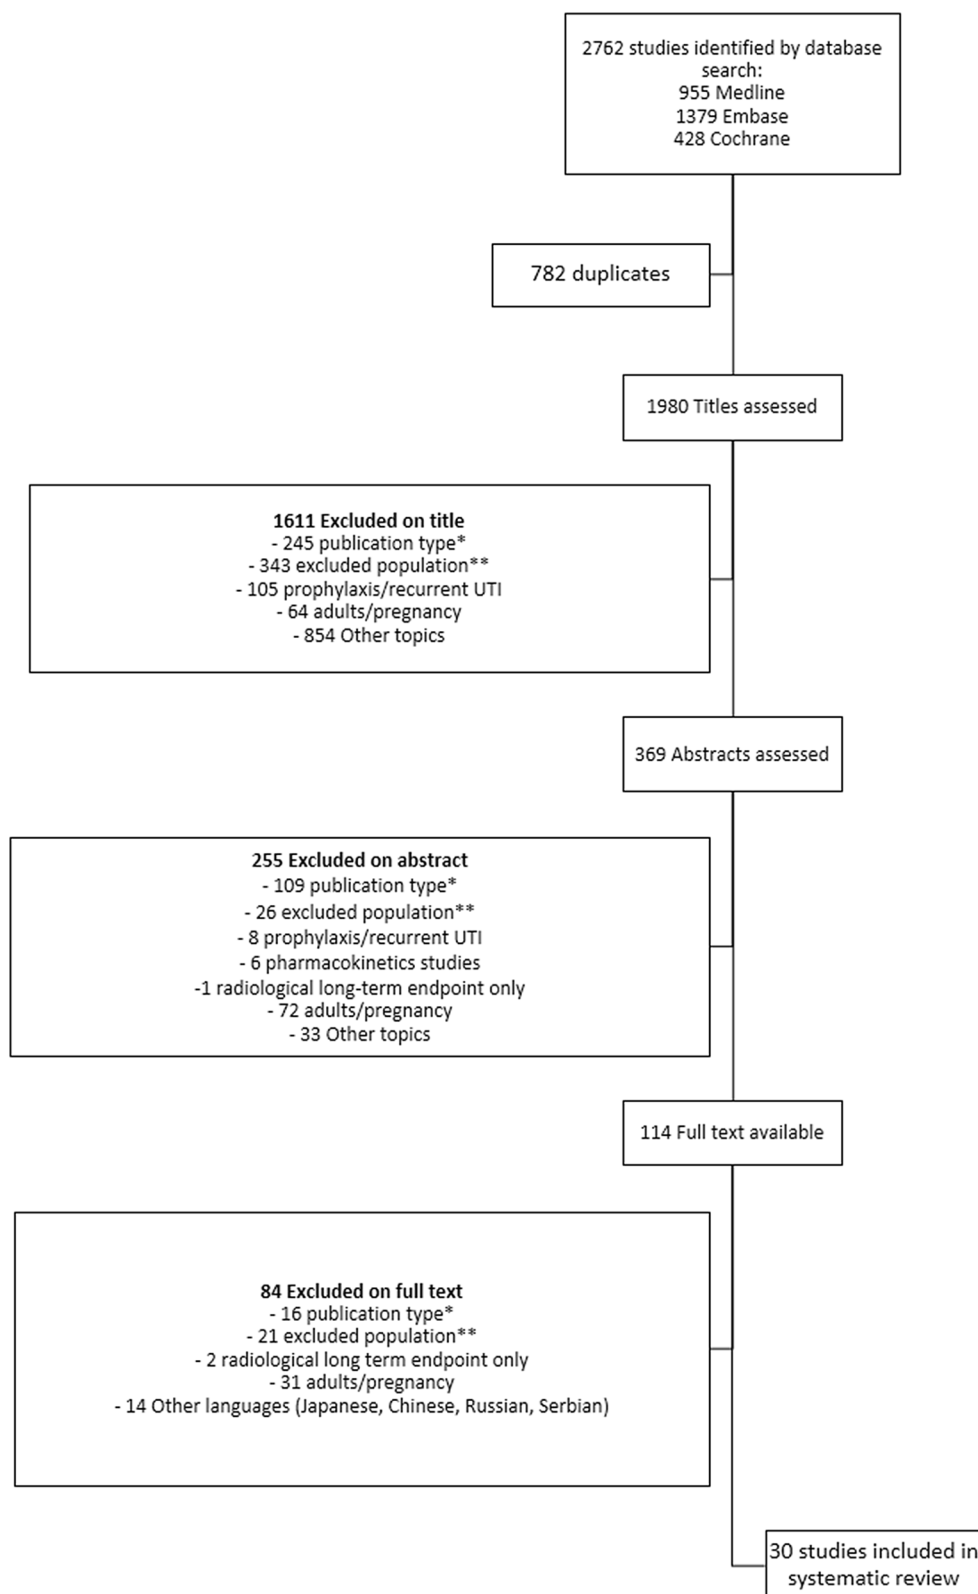 2762 studies identified by database
search:
955 Medline
1379 Embase
428 Cochrane
782 duplicates
1980 Titles assessed
1611 Excluded on title
- 245 publication type*
- 343 excluded population**
- 105 prophylaxis/recurrent UTI
- 64 adults/pregnancy
- 854 Other topics
369 Abstracts assessed
255 Excluded on abstract
- 109 publication type*
- 26 excluded population**
- 8 prophylaxis/recurrent UTI
- 6 pharmacokinetics studies
-1 radiological long-term endpoint only
- 72 adults/pregnancy
- 33 Other topics
114 Full text available
84 Excluded on full text
- 16 publication type*
- 21 excluded population**
- 2 radiological long term endpoint only
- 31 adults/pregnancy
- 14 Other languages (Japanese, Chinese, Russian, Serbian)
30 studies included in
systematic review